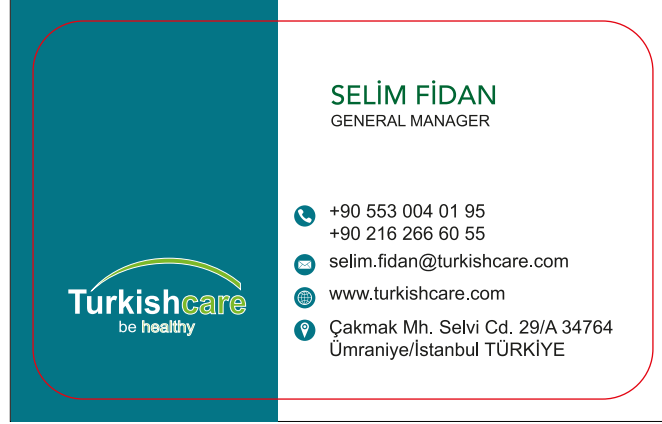 SELİM FİDAN
GENERAL MANAGER
+90 553 004 01 95
+90 216 266 60 55
selim.fidan@turkishcare.com
www.turkishcare.com
Çakmak Mh. Selvi Cd. 29/A 34764
Ümraniye/İstanbul TÜRKİYE
Turkishcare
be healthy